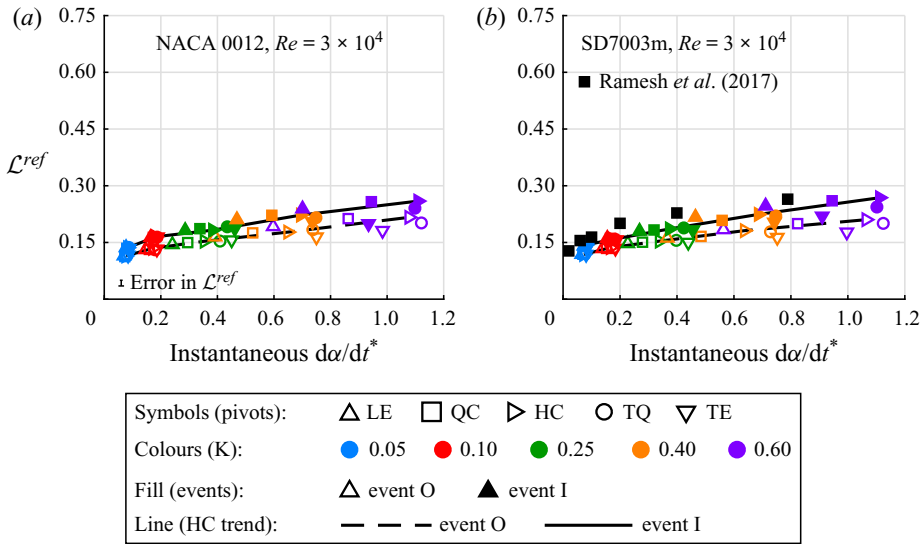 (a)
NACA 0012, Re = 3 × 10⁴
0.75
0.60
0.45
0.30
0.15
ℒ^ref
Error in ℒ^ref
0 0.2 0.4 0.6 0.8 1.0 1.2
Instantaneous dα/dt*
(b)
SD7003m, Re = 3 × 10⁴
Ramesh et al. (2017)
0.75
0.60
0.45
0.30
0.15
0 0.2 0.4 0.6 0.8 1.0 1.2
Instantaneous dα/dt*
Symbols (pivots): LE QC HC TQ TE
Colours (K): 0.05 0.10 0.25 0.40 0.60
Fill (events): event O event I
Line (HC trend): event O event I